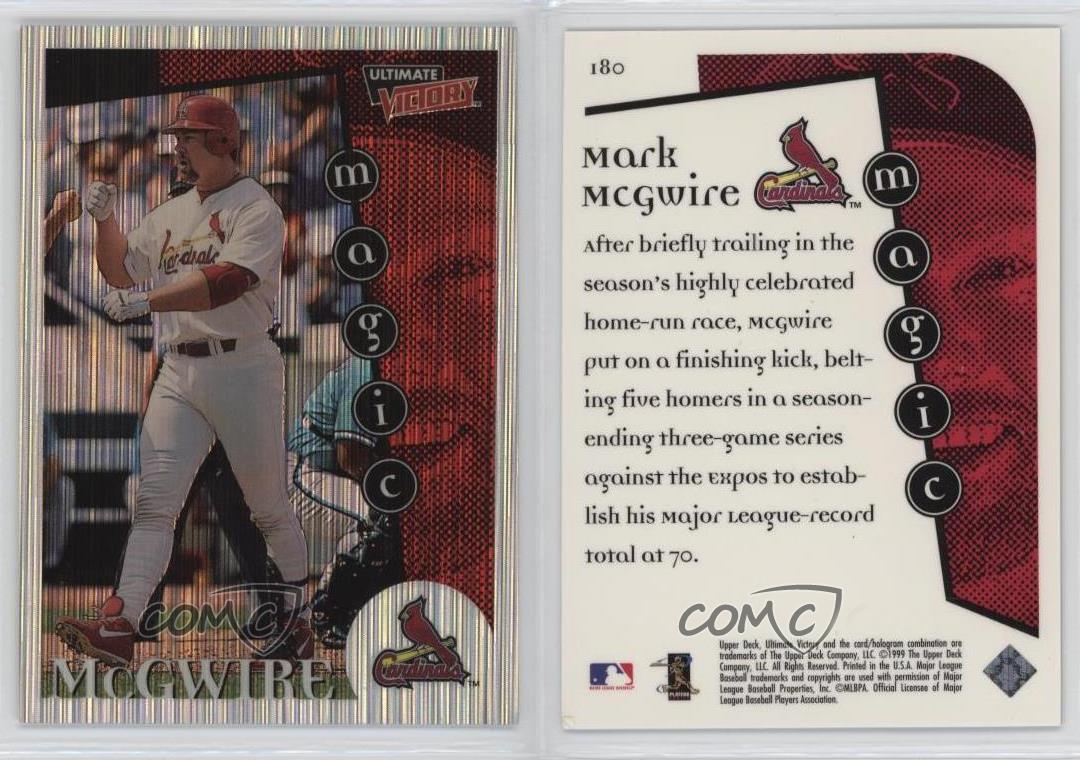 ULTIMATE
VICTORY
Cardinals
m
a
g
i
c
McGWIRE
Cardinals™
COMC
180
Mark
McGwire
Cardinals™
m
a
g
i
c
After briefly trailing in the
season's highly celebrated
home-run race, McGwire
put on a finishing kick, belt-
ing five homers in a season-
ending three-game series
against the Expos to estab-
lish his Major League-record
total at 70.
COMC
Upper Deck, Ultimate Victory and the card/hologram combination are
trademarks of The Upper Deck Company, LLC. ©1999 The Upper Deck
Company, LLC. All Rights Reserved. Printed in the U.S.A. Major League
Baseball trademarks and copyrights are used with permission of Major
League Baseball Properties, Inc. ©MLBPA. Official Licensee of Major
League Baseball Players Association.